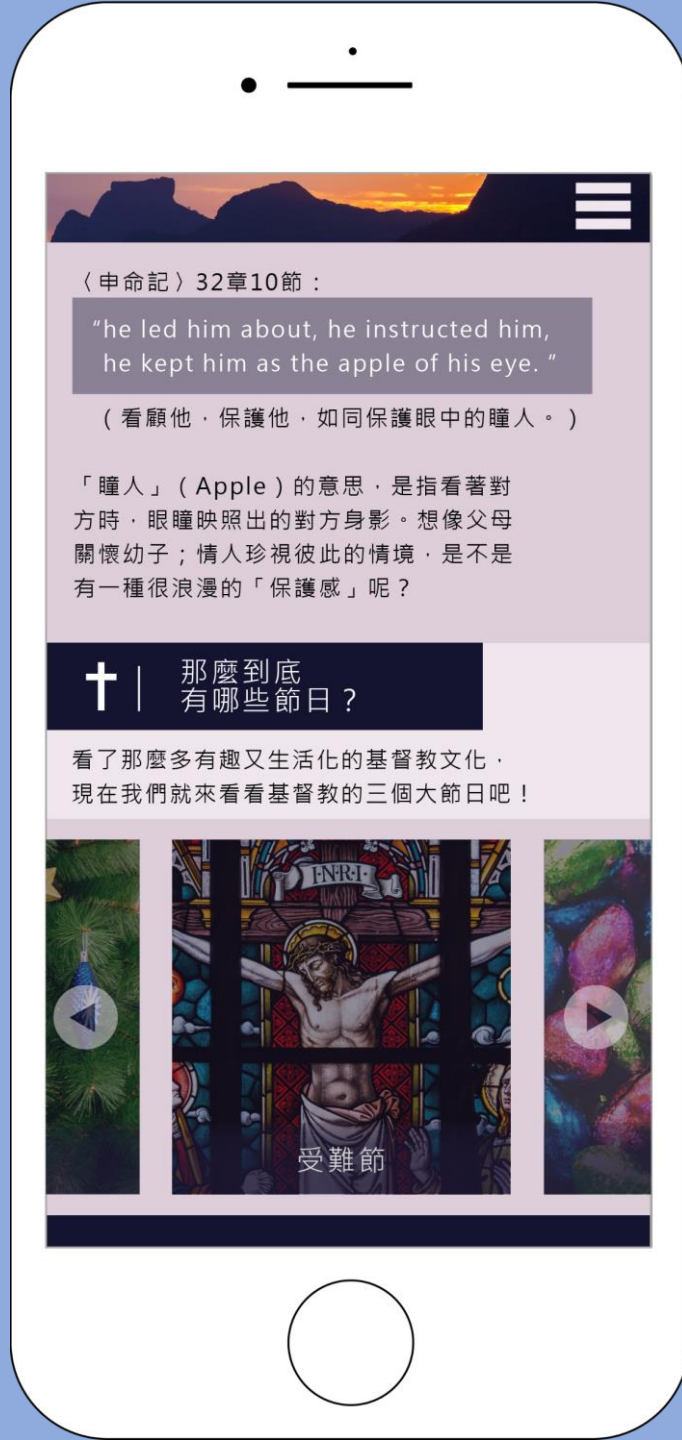 〈申命記〉32章10節：
“he led him about, he instructed him,
he kept him as the apple of his eye. ”
（看顧他，保護他，如同保護眼中的瞳人。）
「瞳人」（Apple）的意思，是指看著對
方時，眼瞳映照出的對方身影。想像父母
關懷幼子；情人珍視彼此的情境，是不是
有一種很浪漫的「保護感」呢？
那麼到底
有哪些節日？
看了那麼多有趣又生活化的基督教文化，
現在我們就來看看基督教的三個大節日吧！
I·N·R·I·
受難節